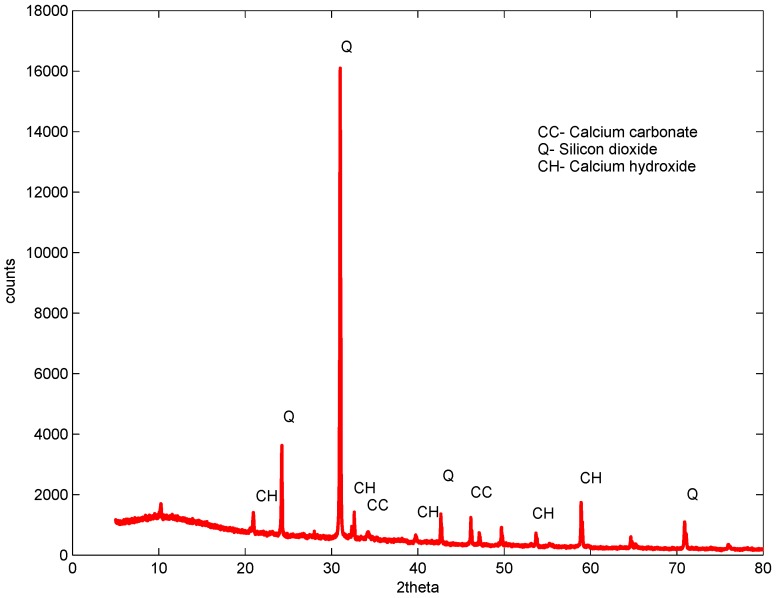 18000
Q
16000
14000
CC- Calcium carbonate
Q- Silicon dioxide
CH- Calcium hydroxide
12000
10000
counts
8000
6000
4000
Q
2000
CH
CH
CC
CH
Q
CC
CH
CH
Q
0
0 10 20 30 40 50 60 70 80
2theta